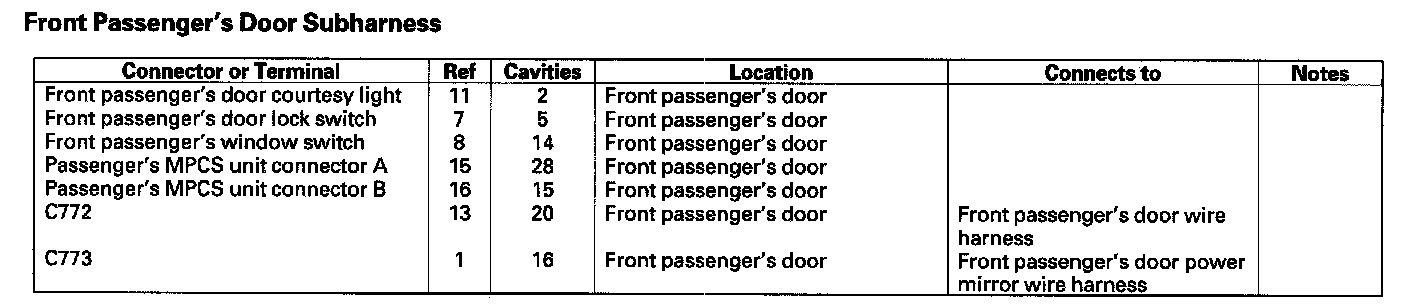 Front Passenger's Door Subharness
Connector or Terminal Ref Cavities Location Connects to Notes
Front passenger's door courtesy light 11 2 Front passenger's door
Front passenger's door lock switch 7 5 Front passenger's door
Front passenger's window switch 8 14 Front passenger's door
Passenger's MPCS unit connector A 15 28 Front passenger's door
Passenger's MPCS unit connector B 16 15 Front passenger's door
C772 13 20 Front passenger's door Front passenger's door wire
harness
C773 1 16 Front passenger's door Front passenger's door power
mirror wire harness